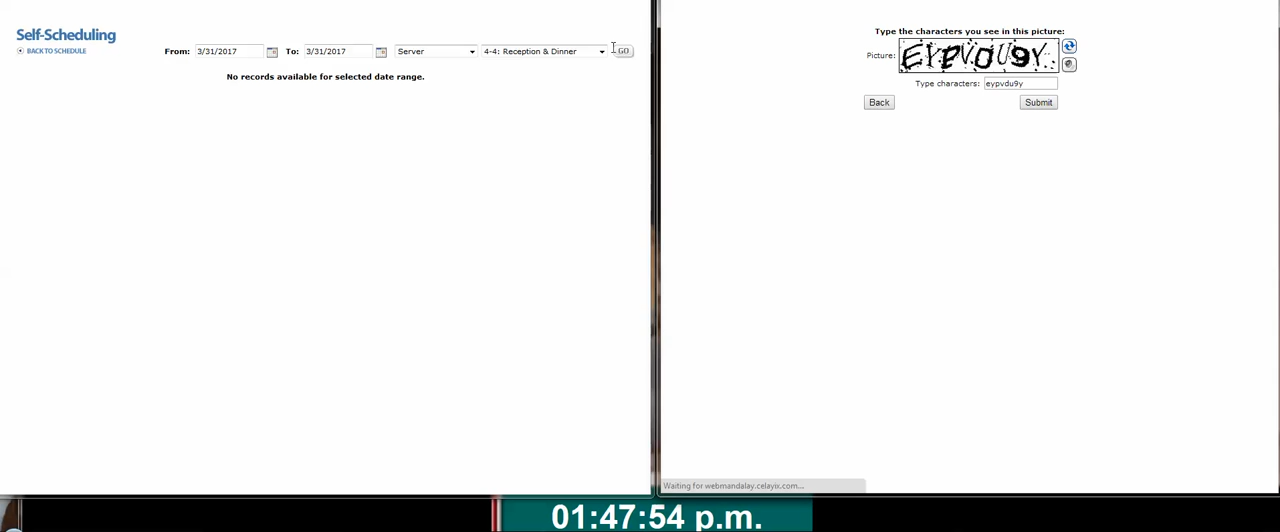 Self-Scheduling
BACK TO SCHEDULE
From: 3/31/2017 To: 3/31/2017 Server 4-4: Reception & Dinner GO
No records available for selected date range.
Type the characters you see in this picture:
Picture: EYPVDU9Y
Type characters: eypvdu9y
Back Submit
Waiting for webmandalay.celayix.com...
01:47:54 p.m.